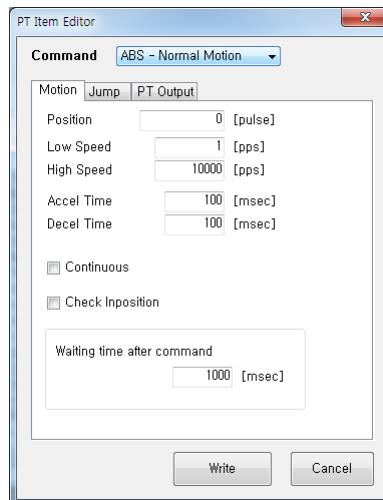 PT Item Editor
Command ABS - Normal Motion
Motion Jump PT Output
Position 0 [pulse]
Low Speed 1 [pps]
High Speed 10000 [pps]
Accel Time 100 [msec]
Decel Time 100 [msec]
Continuous
Check Inposition
Waiting time after command
1000 [msec]
Write Cancel